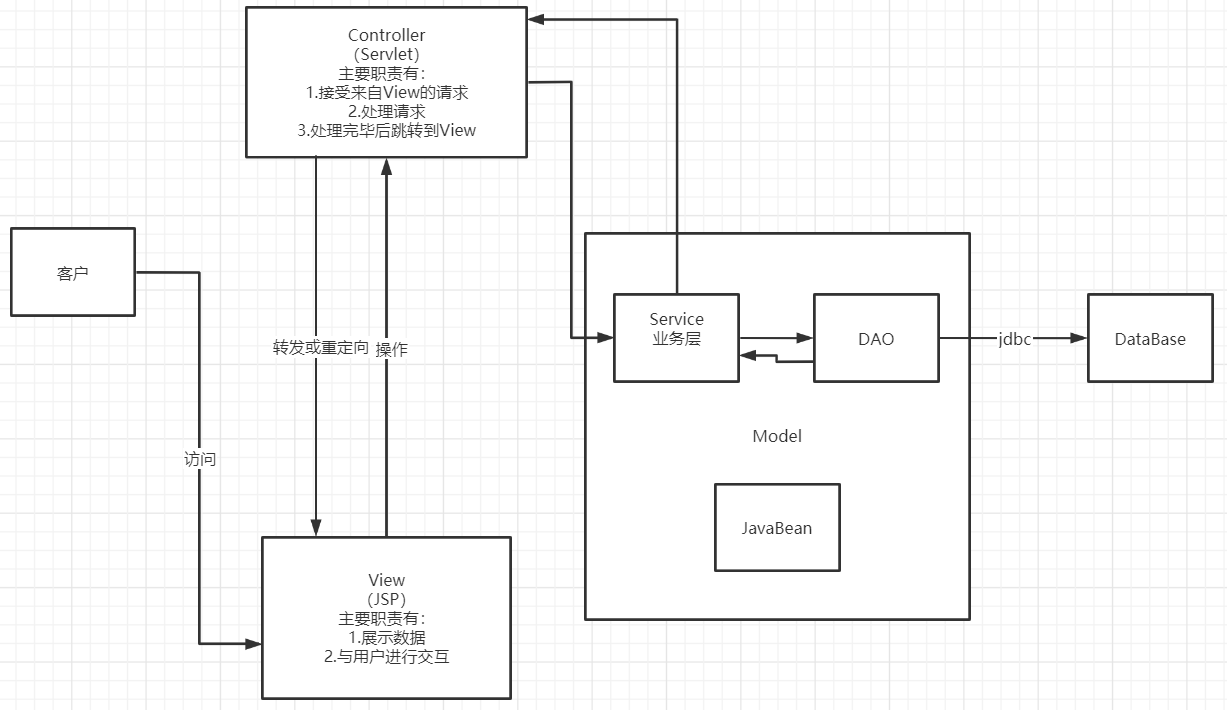 Controller
（Servlet）
主要职责有：
1.接受来自View的请求
2.处理请求
3.处理完毕后跳转到View
客户
转发或重定向
操作
访问
Service
业务层
DAO
jdbc
DataBase
Model
JavaBean
View
（JSP）
主要职责有：
1.展示数据
2.与用户进行交互